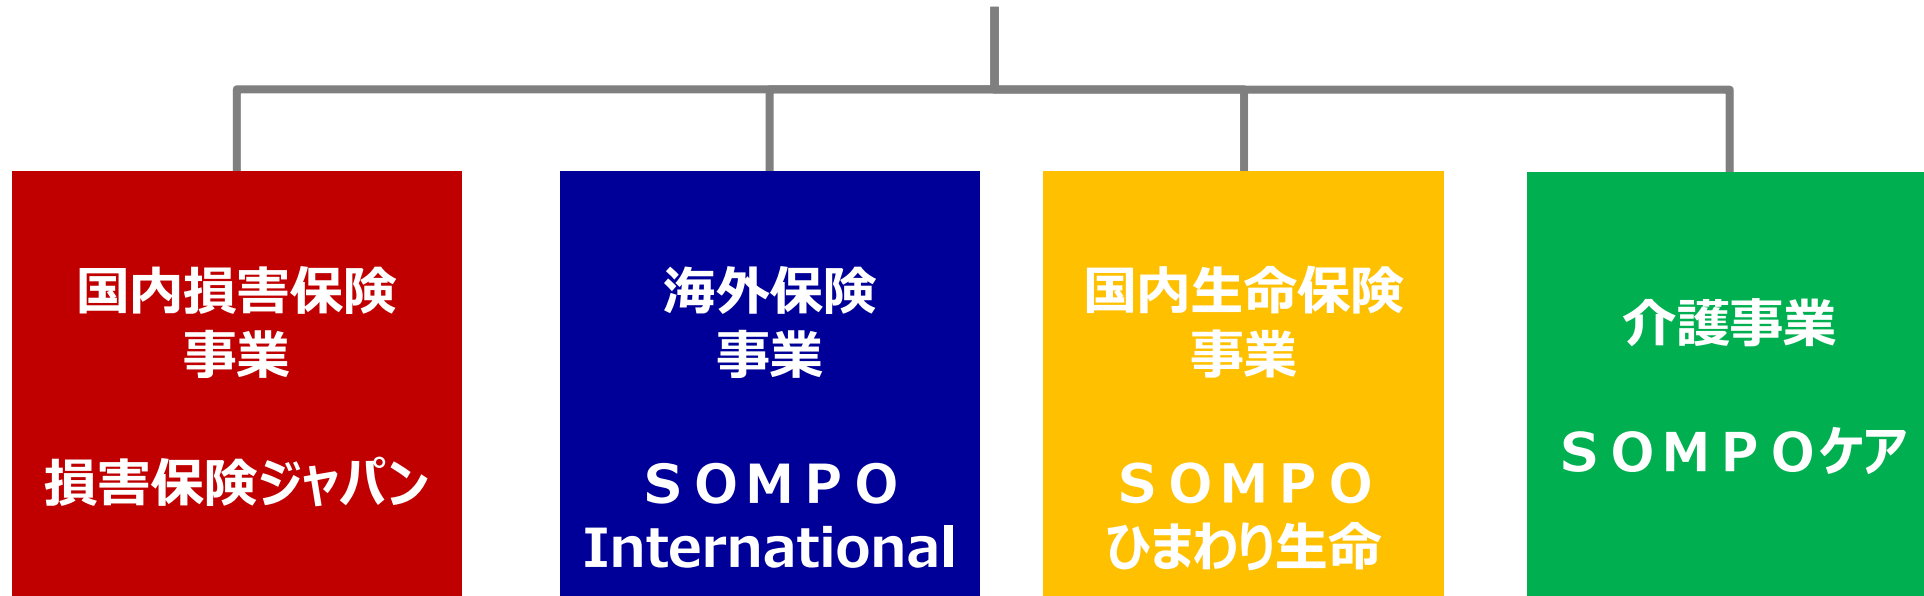 国内損害保険
事業
損害保険ジャパン
海外保険
事業
ＳＯＭＰＯ
International
国内生命保険
事業
ＳＯＭＰＯ
ひまわり生命
介護事業
ＳＯＭＰＯケア